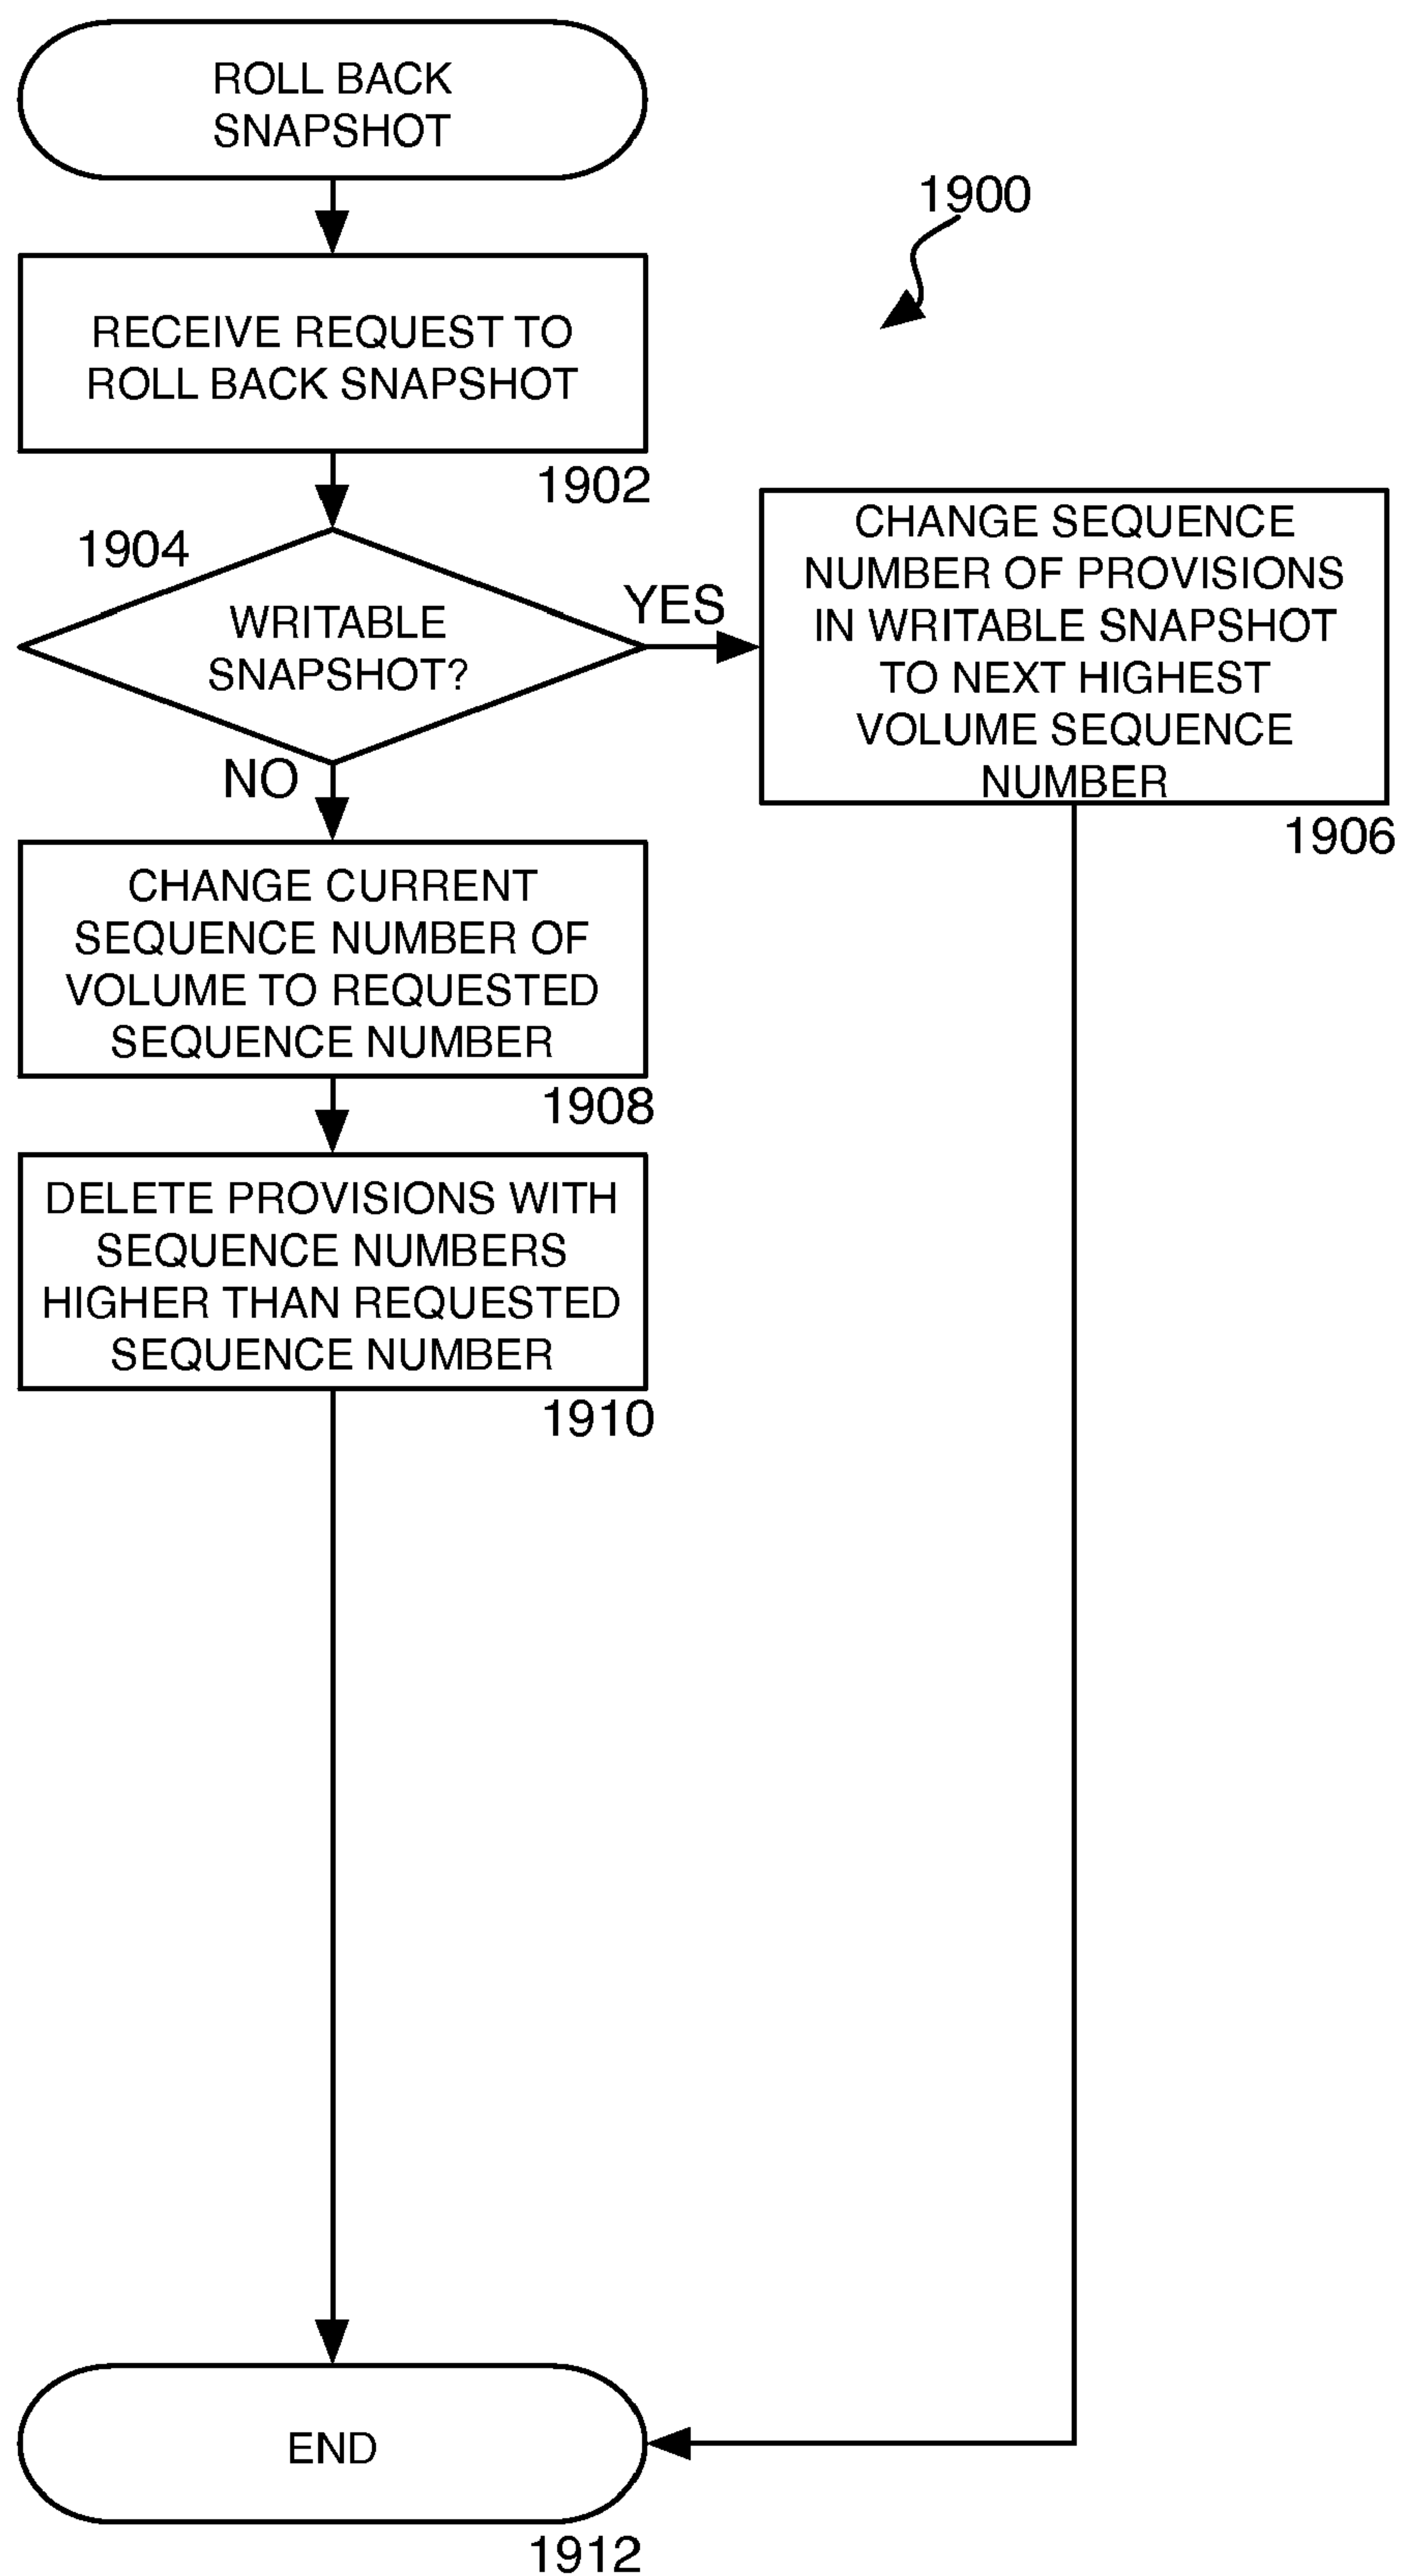 ROLL BACK
SNAPSHOT
1900
RECEIVE REQUEST TO
ROLL BACK SNAPSHOT
1902
1904
WRITABLE
SNAPSHOT?
YES
CHANGE SEQUENCE
NUMBER OF PROVISIONS
IN WRITABLE SNAPSHOT
TO NEXT HIGHEST
VOLUME SEQUENCE
NUMBER
1906
NO
CHANGE CURRENT
SEQUENCE NUMBER OF
VOLUME TO REQUESTED
SEQUENCE NUMBER
1908
DELETE PROVISIONS WITH
SEQUENCE NUMBERS
HIGHER THAN REQUESTED
SEQUENCE NUMBER
1910
END
1912